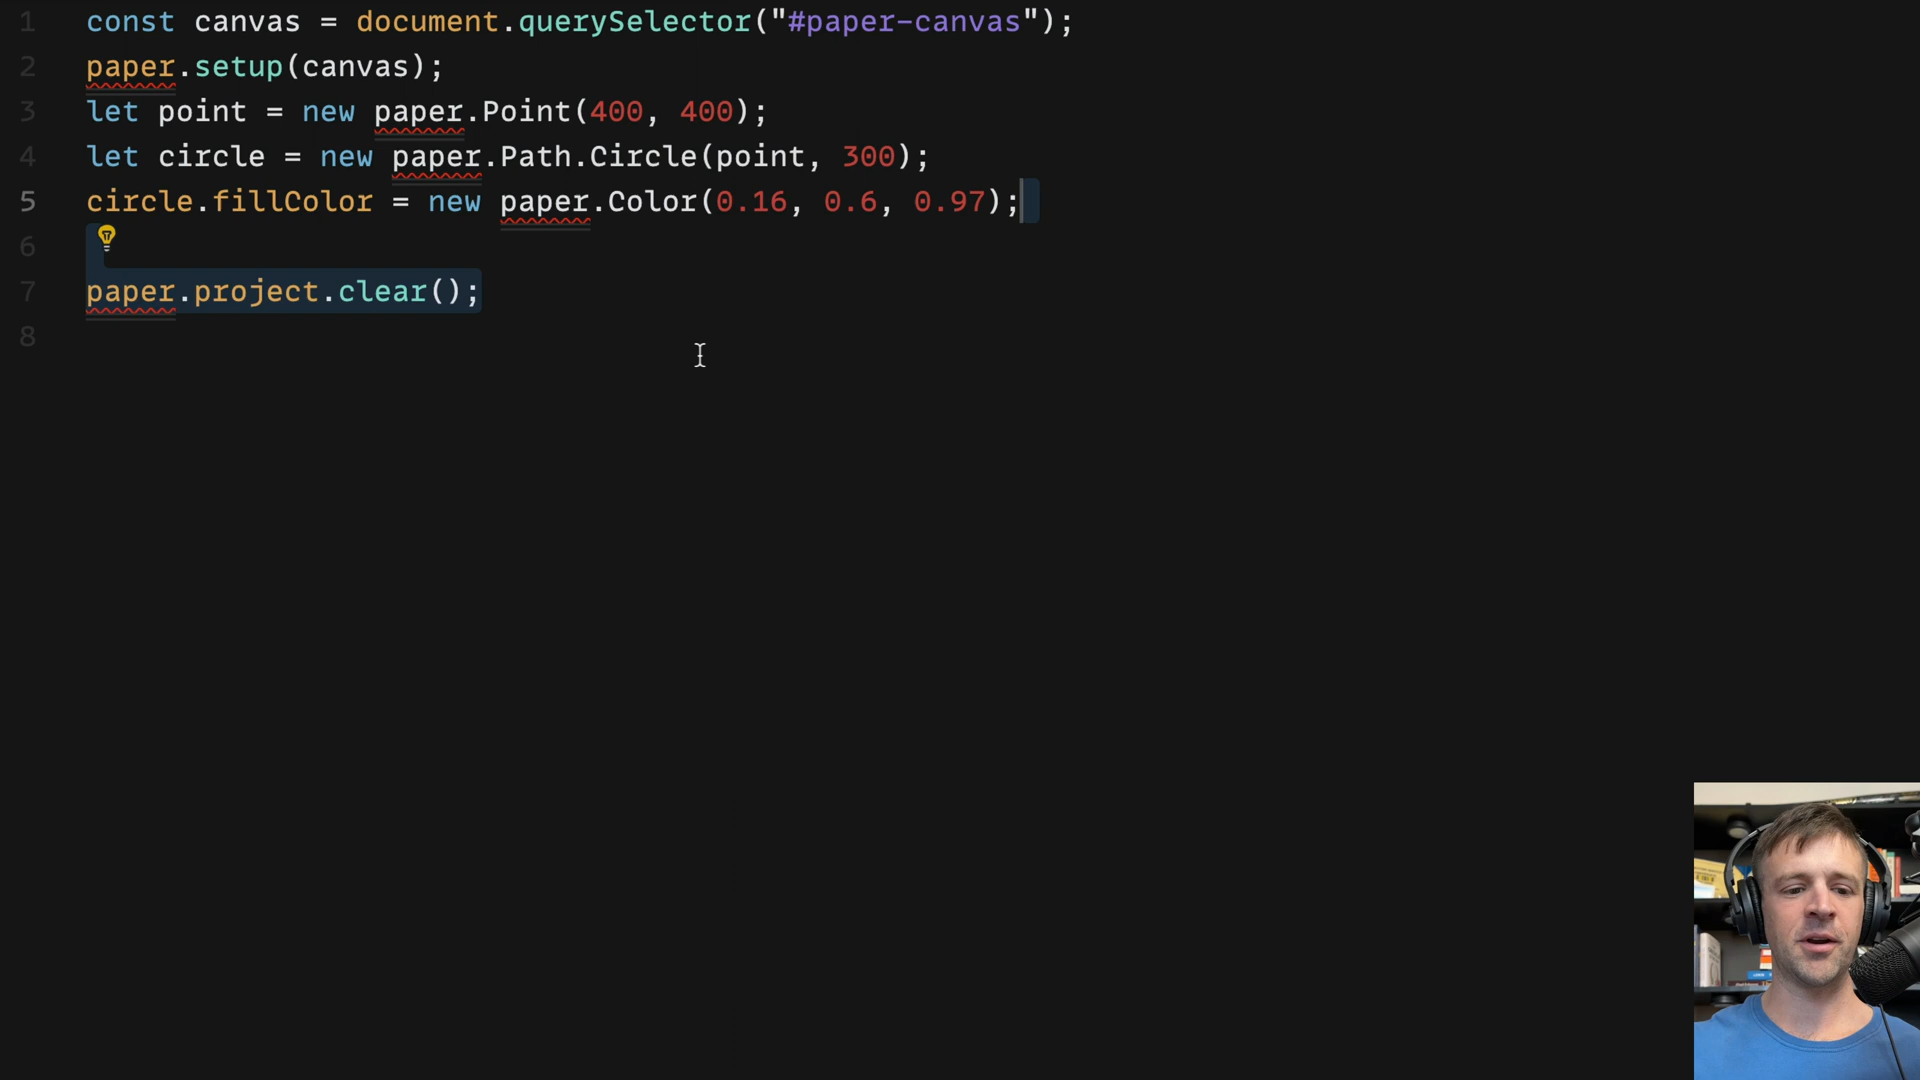 1 const canvas = document.querySelector("#paper-canvas");
2 paper.setup(canvas);
3 let point = new paper.Point(400, 400);
4 let circle = new paper.Path.Circle(point, 300);
5 circle.fillColor = new paper.Color(0.16, 0.6, 0.97);
6
7 paper.project.clear();
8